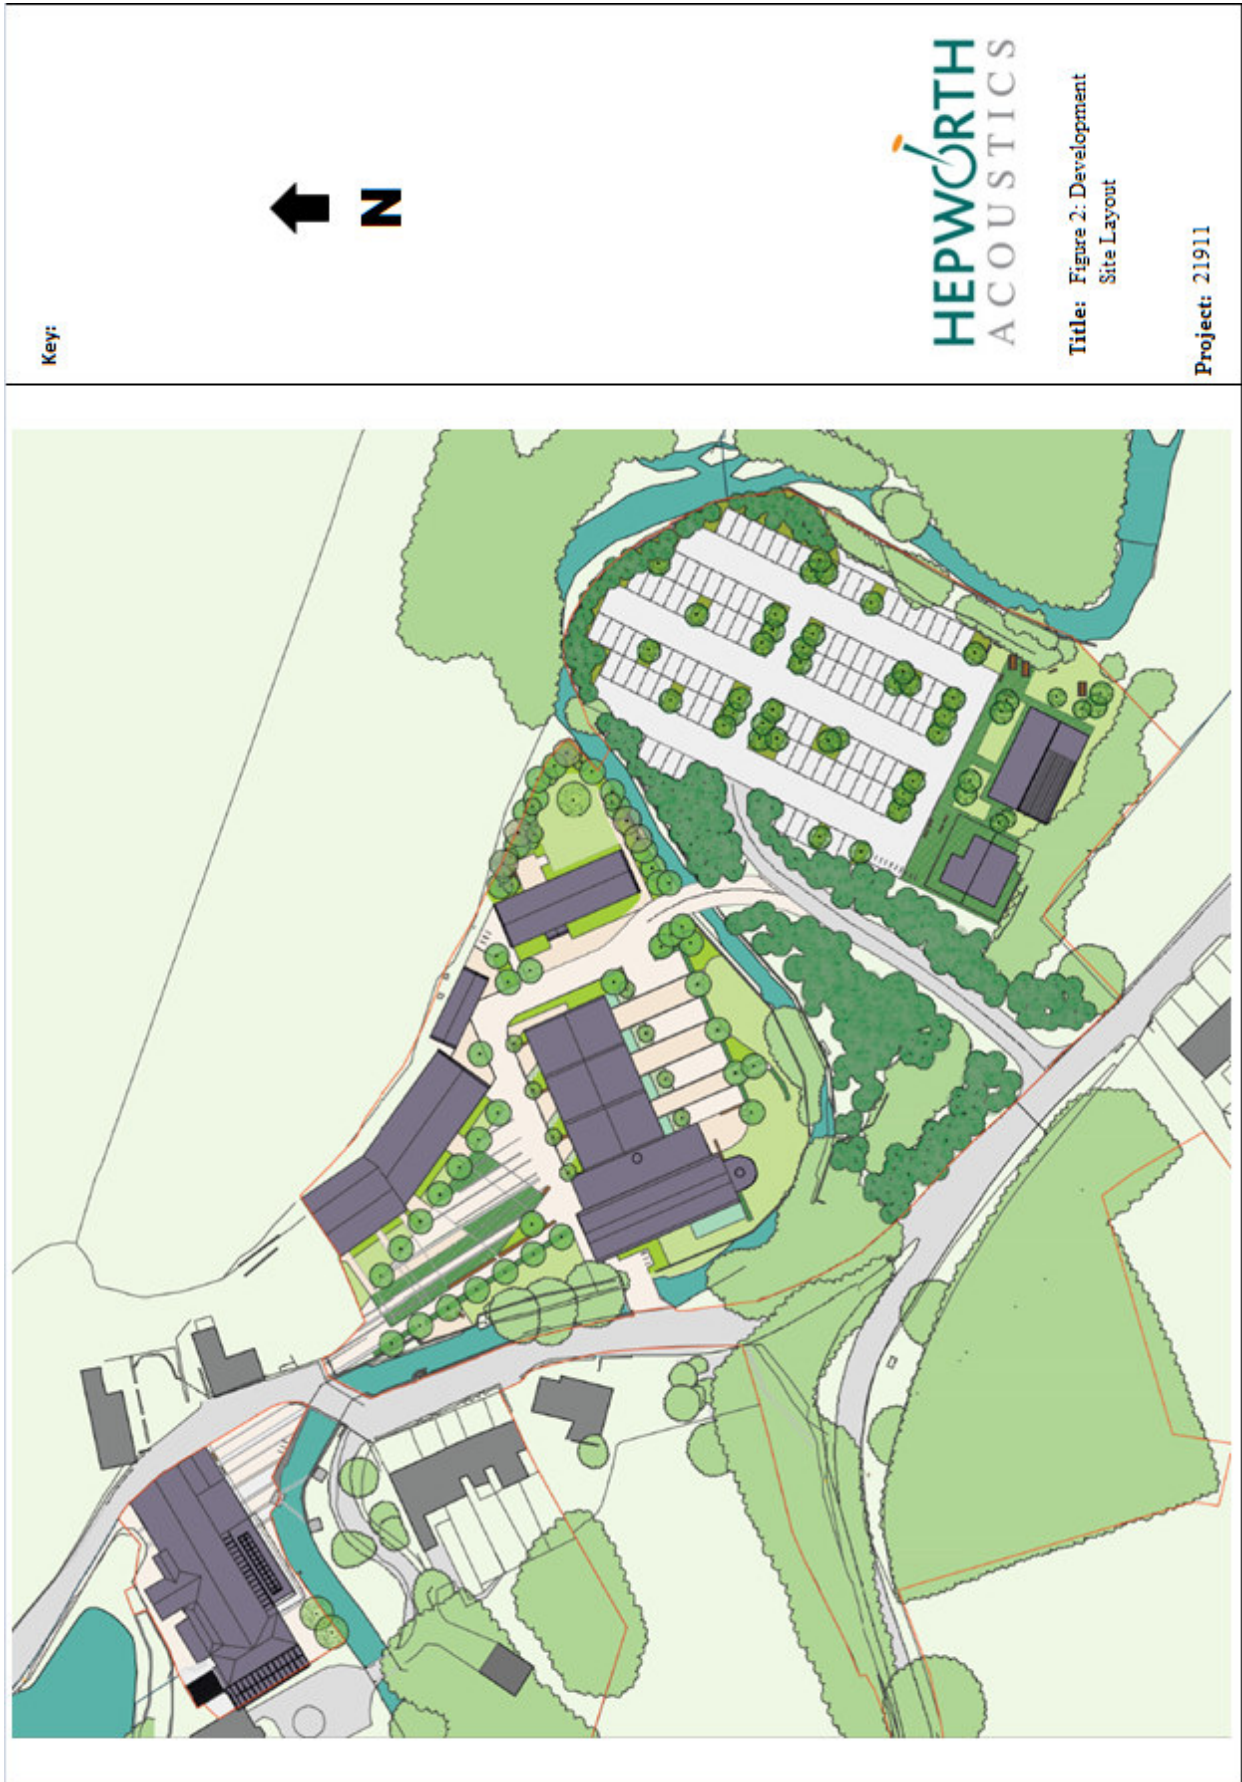 Key:
N
HEPWORTH
ACOUSTICS
Title: Figure 2: Development
Site Layout
Project: 21911